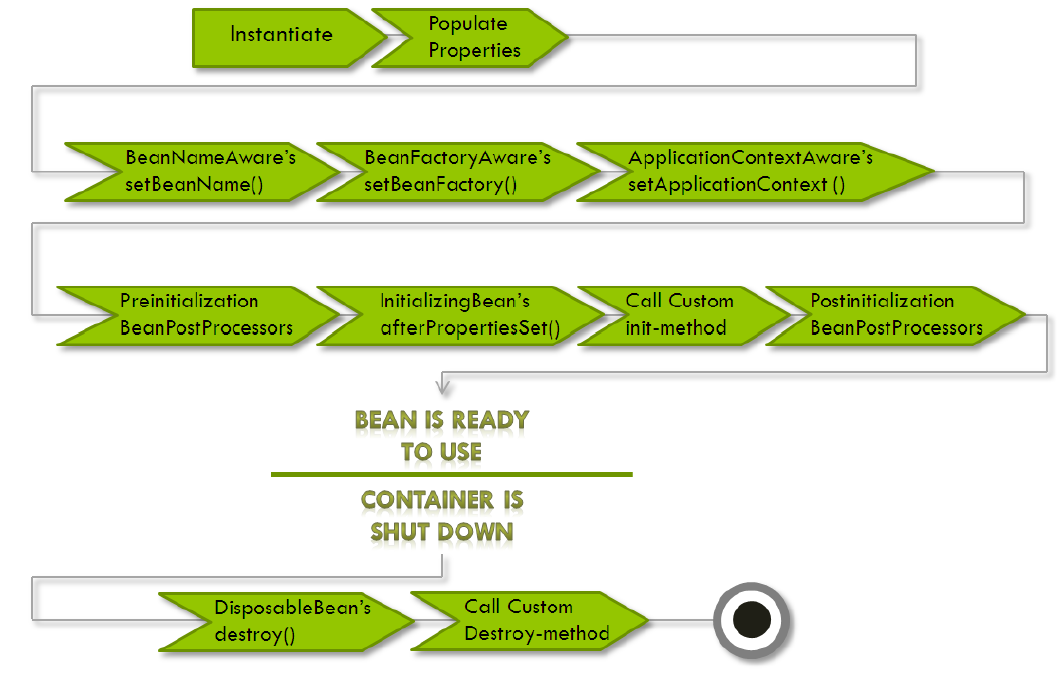 Instantiate
Populate
Properties
BeanNameAware's
setBeanName()
BeanFactoryAware's
setBeanFactory()
ApplicationContextAware's
setApplicationContext ()
Preinitialization
BeanPostProcessors
InitializingBean's
afterPropertiesSet()
Call Custom
init-method
Postinitialization
BeanPostProcessors
BEAN IS READY
TO USE
CONTAINER IS
SHUT DOWN
DisposableBean's
destroy()
Call Custom
Destroy-method